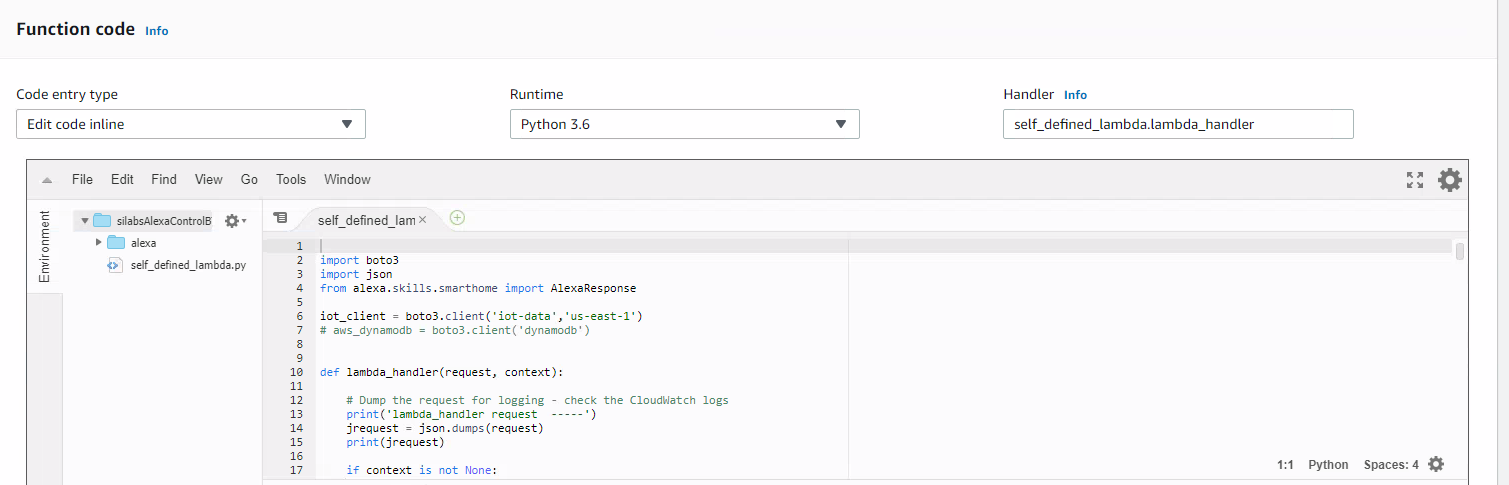 Function code Info
Code entry type Runtime Handler Info
Edit code inline Python 3.6 self_defined_lambda.lambda_handler
File Edit Find View Go Tools Window
Environment
silabsAlexaControlB
alexa
self_defined_lambda.py
self_defined_lam
1
2 import boto3
3 import json
4 from alexa.skills.smarthome import AlexaResponse
5
6 iot_client = boto3.client('iot-data','us-east-1')
7 # aws_dynamodb = boto3.client('dynamodb')
8
9
10 def lambda_handler(request, context):
11
12 # Dump the request for logging - check the CloudWatch logs
13 print('lambda_handler request  -----')
14 jrequest = json.dumps(request)
15 print(jrequest)
16
17 if context is not None:
1:1 Python Spaces: 4